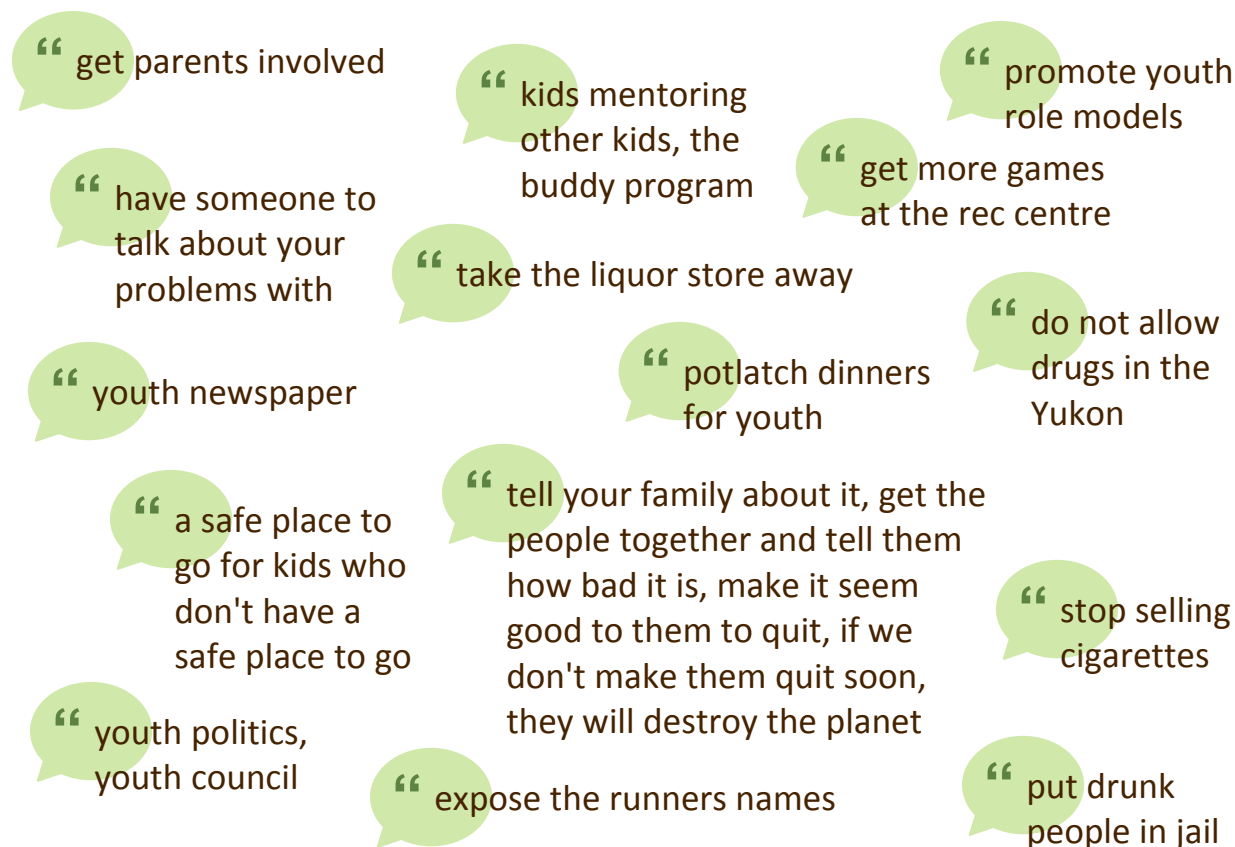 “ get parents involved
“ kids mentoring
other kids, the
buddy program
“ promote youth
role models
“ get more games
at the rec centre
“ have someone to
talk about your
problems with
“ take the liquor store away
“ do not allow
drugs in the
Yukon
“ youth newspaper
“ potlatch dinners
for youth
“ a safe place to
go for kids who
don't have a
safe place to go
“ tell your family about it, get the
people together and tell them
how bad it is, make it seem
good to them to quit, if we
don't make them quit soon,
they will destroy the planet
“ stop selling
cigarettes
“ youth politics,
youth council
“ expose the runners names
“ put drunk
people in jail